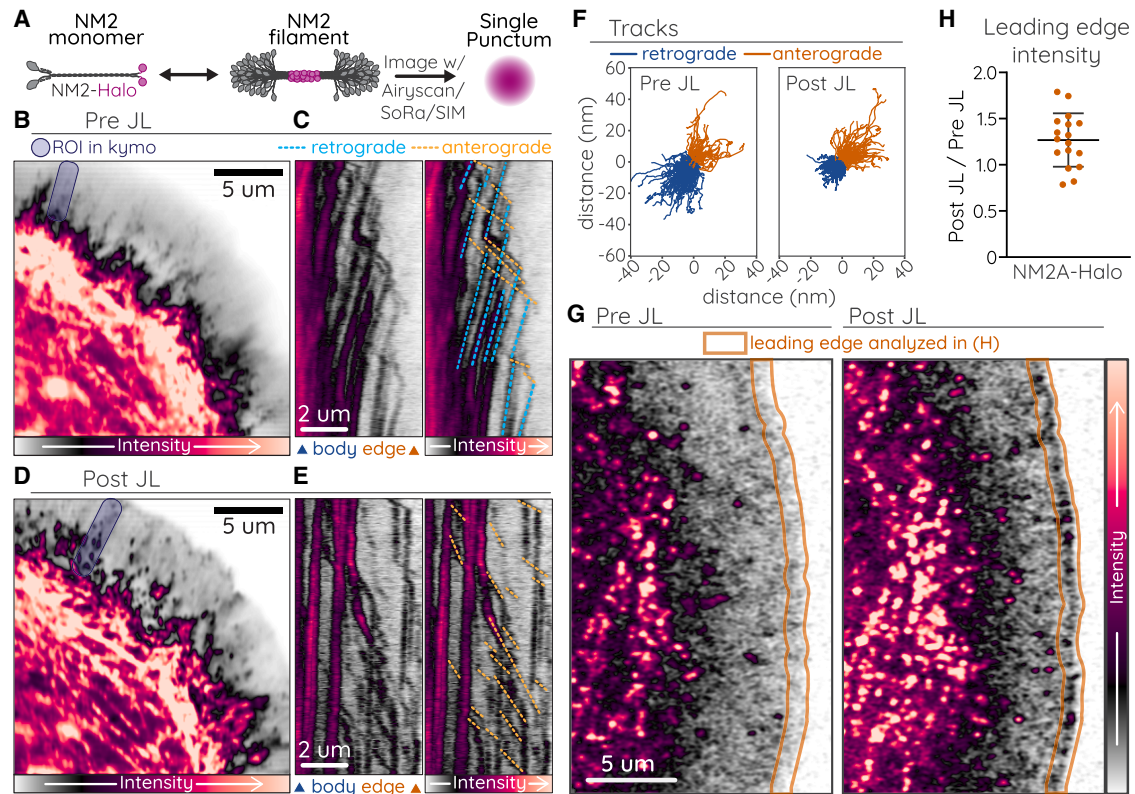 A
NM2
monomer
NM2-Halo
NM2
filament
Image w/
Airyscan/
SoRa/SIM
Single
Punctum
B
Pre JL
ROI in kymo
5 um
Intensity
C
retrograde
anterograde
2 um
body edge
Intensity
D
Post JL
5 um
Intensity
E
2 um
body edge
Intensity
F
Tracks
retrograde
anterograde
Pre JL
Post JL
distance (nm)
60
40
20
0
-20
-40
-60
-40
-20
0
20
40
-40
-20
0
20
40
distance (nm)
G
Pre JL
Post JL
leading edge analyzed in (H)
5 um
Intensity
H
Leading edge
intensity
Post JL / Pre JL
2.0
1.5
1.0
0.5
0
NM2A-Halo